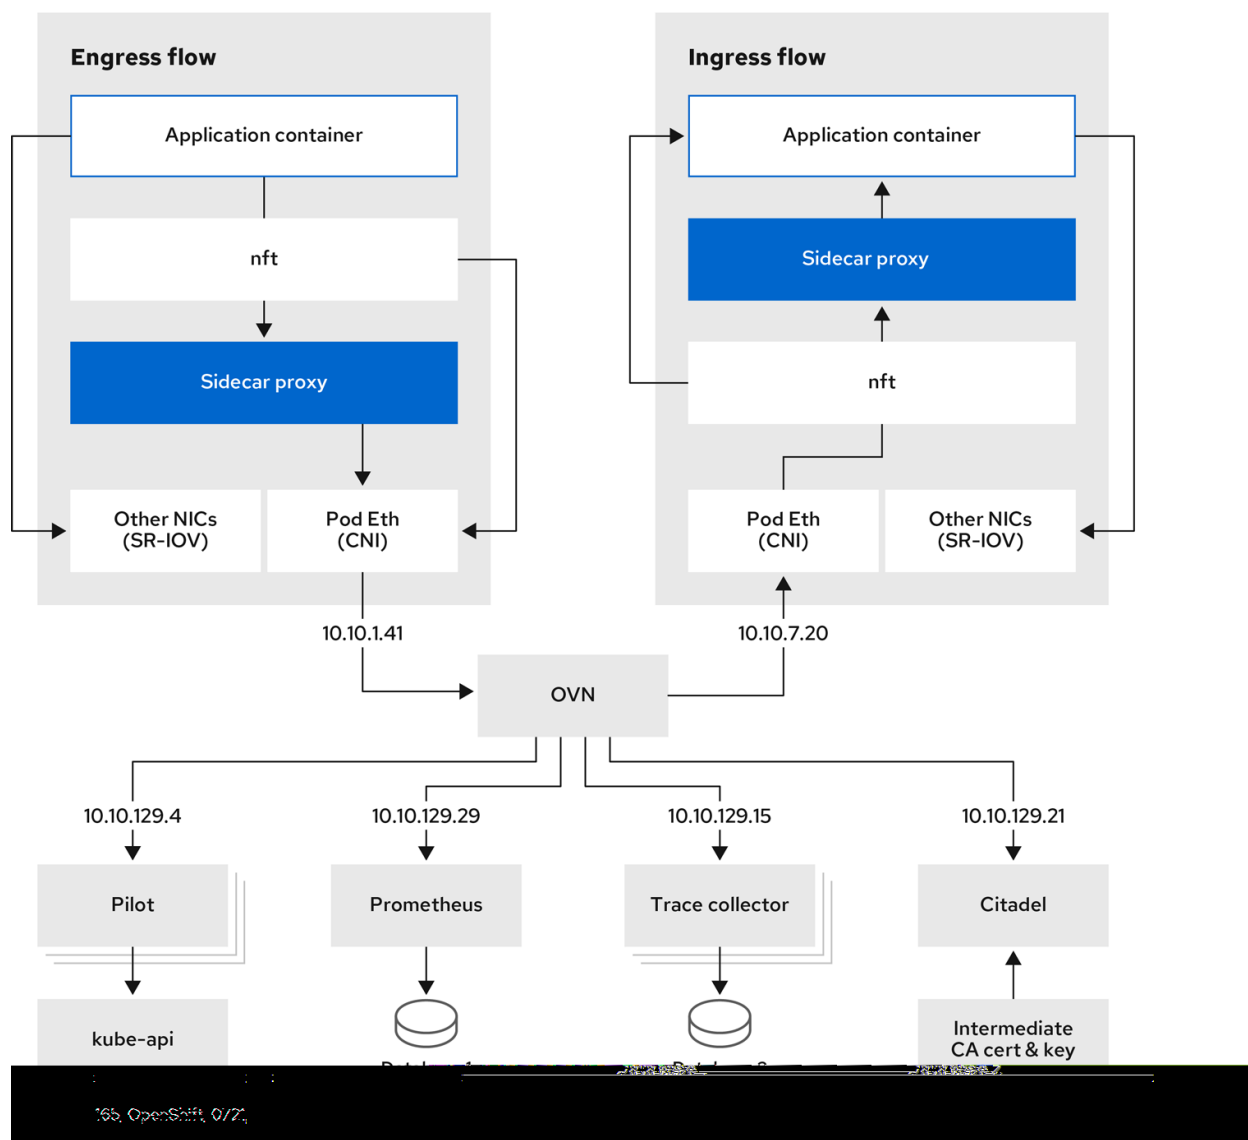 Engress flow
Application container
nft
Sidecar proxy
Other NICs
(SR-IOV)
Pod Eth
(CNI)
10.10.1.41
Ingress flow
Application container
Sidecar proxy
nft
Pod Eth
(CNI)
Other NICs
(SR-IOV)
10.10.7.20
OVN
10.10.129.4
10.10.129.29
10.10.129.15
10.10.129.21
Pilot
Prometheus
Trace collector
Citadel
kube-api
Intermediate
CA cert & key
OpenShift